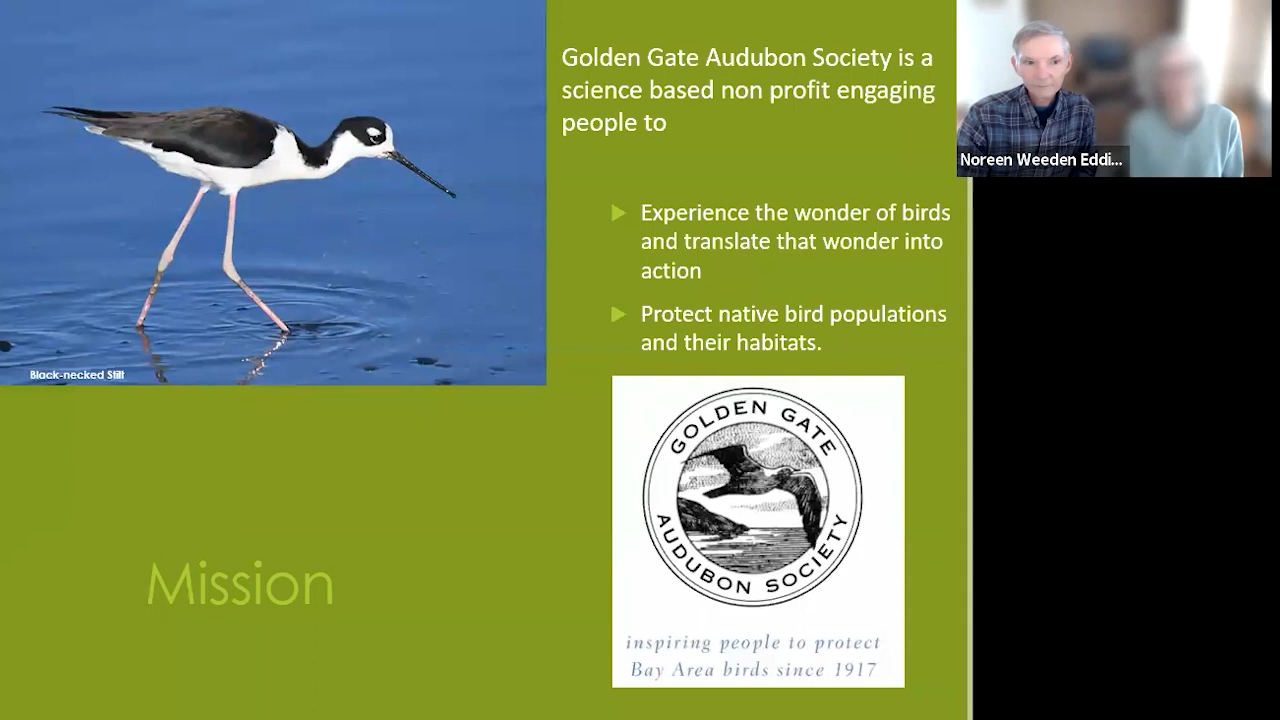 Golden Gate Audubon Society is a
science based non profit engaging
people to
Noreen Weeden Eddi...
Experience the wonder of birds
and translate that wonder into
action
Protect native bird populations
and their habitats.
Black-necked Stilt
GOLDEN GATE
AUDUBON SOCIETY
Mission
inspiring people to protect
Bay Area birds since 1917